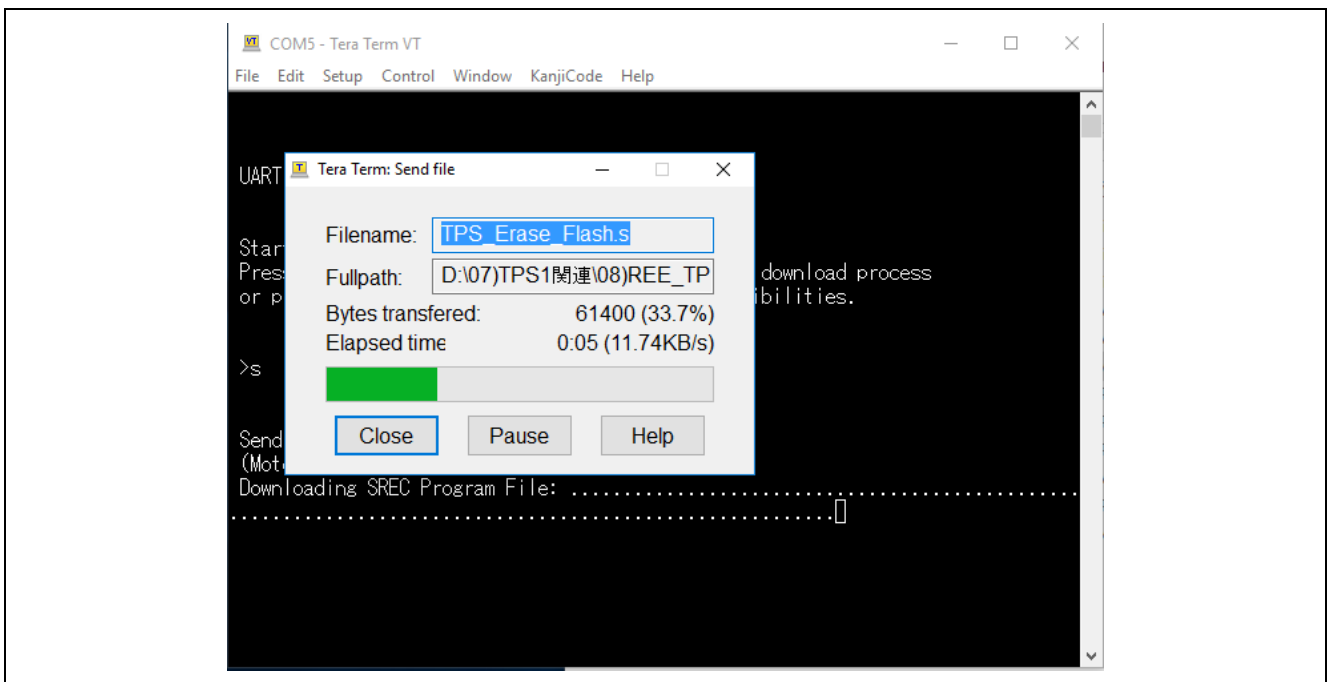 COM5 - Tera Term VT
File Edit Setup Control Window KanjiCode Help
UART
Tera Term: Send file
Filename: TPS_Erase_Flash.s
Fullpath: D:\07)TPS1関連\08)REE_TP
Bytes transfered: 61400 (33.7%)
Elapsed time 0:05 (11.74KB/s)
Close Pause Help
Star
Pres download process
or p ibilities.
>s
Send
(Mot
Downloading SREC Program File: ................................................
.........................................................